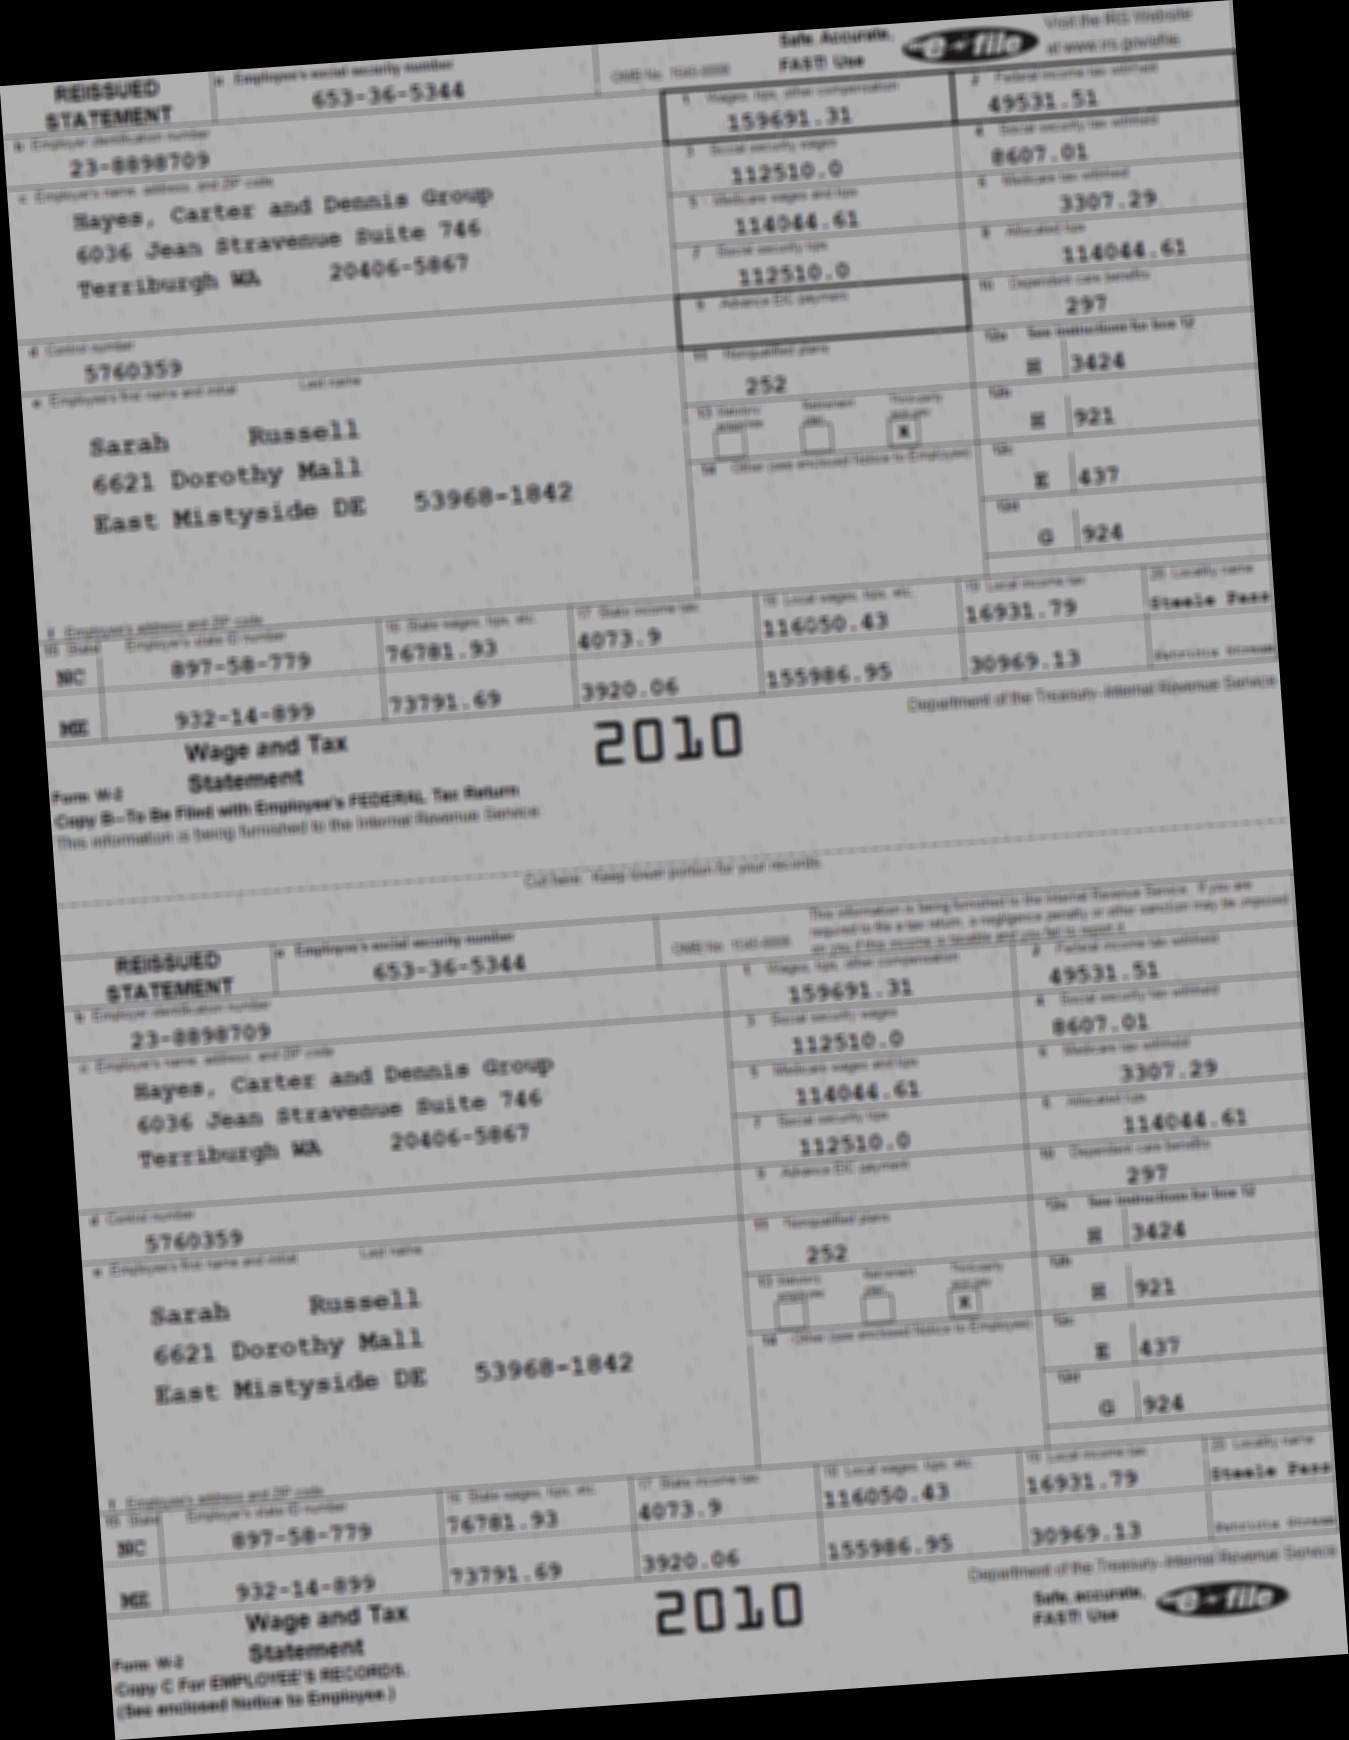 REISSUED STATEMENT
a Employee's social security number
653-36-5344
OMB No. 1545-0008
Safe, Accurate, FAST! Use
e-file
Visit the IRS Website at www.irs.gov/efile.
b Employer identification number
23-8898709
1 Wages, tips, other compensation
159691.31
2 Federal income tax withheld
49531.51
3 Social security wages
112510.0
4 Social security tax withheld
8607.01
c Employer's name, address, and ZIP code
Hayes, Carter and Dennis Group
6036 Jean Stravenue Suite 746
Terriburgh WA 20406-5867
5 Medicare wages and tips
114044.61
6 Medicare tax withheld
3307.29
7 Social security tips
112510.0
8 Allocated tips
114044.61
9 Advance EIC payment
10 Dependent care benefits
297
d Control number
5760359
11 Nonqualified plans
252
12a See instructions for box 12
3424
e Employee's first name and initial Last name
Sarah Russell
6621 Dorothy Mall
East Mistyside DE 53968-1842
13 Statutory employee Retirement plan Third-party sick pay
X
12b
921
14 Other (see enclosed Notice to Employee)
12c
E 437
12d
G 924
f Employee's address and ZIP code
15 State Employer's state ID number
16 State wages, tips, etc.
17 State income tax
18 Local wages, tips, etc.
19 Local income tax
20 Locality name
NC 897-58-779 76781.93 4073.9 116050.43 16931.79 Steele Pass
ME 932-14-899 73791.69 3920.06 155986.95 30969.13
Form W-2
Wage and Tax Statement
2010
Department of the Treasury-Internal Revenue Service
Copy B--To Be Filed with Employee's FEDERAL Tax Return
This information is being furnished to the Internal Revenue Service.
Cut here. Keep lower portion for your records.
REISSUED STATEMENT
a Employee's social security number
653-36-5344
OMB No. 1545-0008
This information is being furnished to the Internal Revenue Service. If you are
required to file a tax return, a negligence penalty or other sanction may be imposed
on you if this income is taxable and you fail to report it.
b Employer identification number
23-8898709
1 Wages, tips, other compensation
159691.31
2 Federal income tax withheld
49531.51
3 Social security wages
112510.0
4 Social security tax withheld
8607.01
c Employer's name, address, and ZIP code
Hayes, Carter and Dennis Group
6036 Jean Stravenue Suite 746
Terriburgh WA 20406-5867
5 Medicare wages and tips
114044.61
6 Medicare tax withheld
3307.29
7 Social security tips
112510.0
8 Allocated tips
114044.61
9 Advance EIC payment
10 Dependent care benefits
297
d Control number
5760359
11 Nonqualified plans
252
12a See instructions for box 12
3424
e Employee's first name and initial Last name
Sarah Russell
6621 Dorothy Mall
East Mistyside DE 53968-1842
13 Statutory employee Retirement plan Third-party sick pay
X
12b
921
14 Other (see enclosed Notice to Employee)
12c
E 437
12d
G 924
f Employee's address and ZIP code
15 State Employer's state ID number
16 State wages, tips, etc.
17 State income tax
18 Local wages, tips, etc.
19 Local income tax
20 Locality name
NC 897-58-779 76781.93 4073.9 116050.43 16931.79 Steele Pass
ME 932-14-899 73791.69 3920.06 155986.95 30969.13
Form W-2
Wage and Tax Statement
2010
Department of the Treasury-Internal Revenue Service
Safe, accurate, FAST! Use
e-file
Copy C For EMPLOYEE'S RECORDS.
(See enclosed Notice to Employee.)